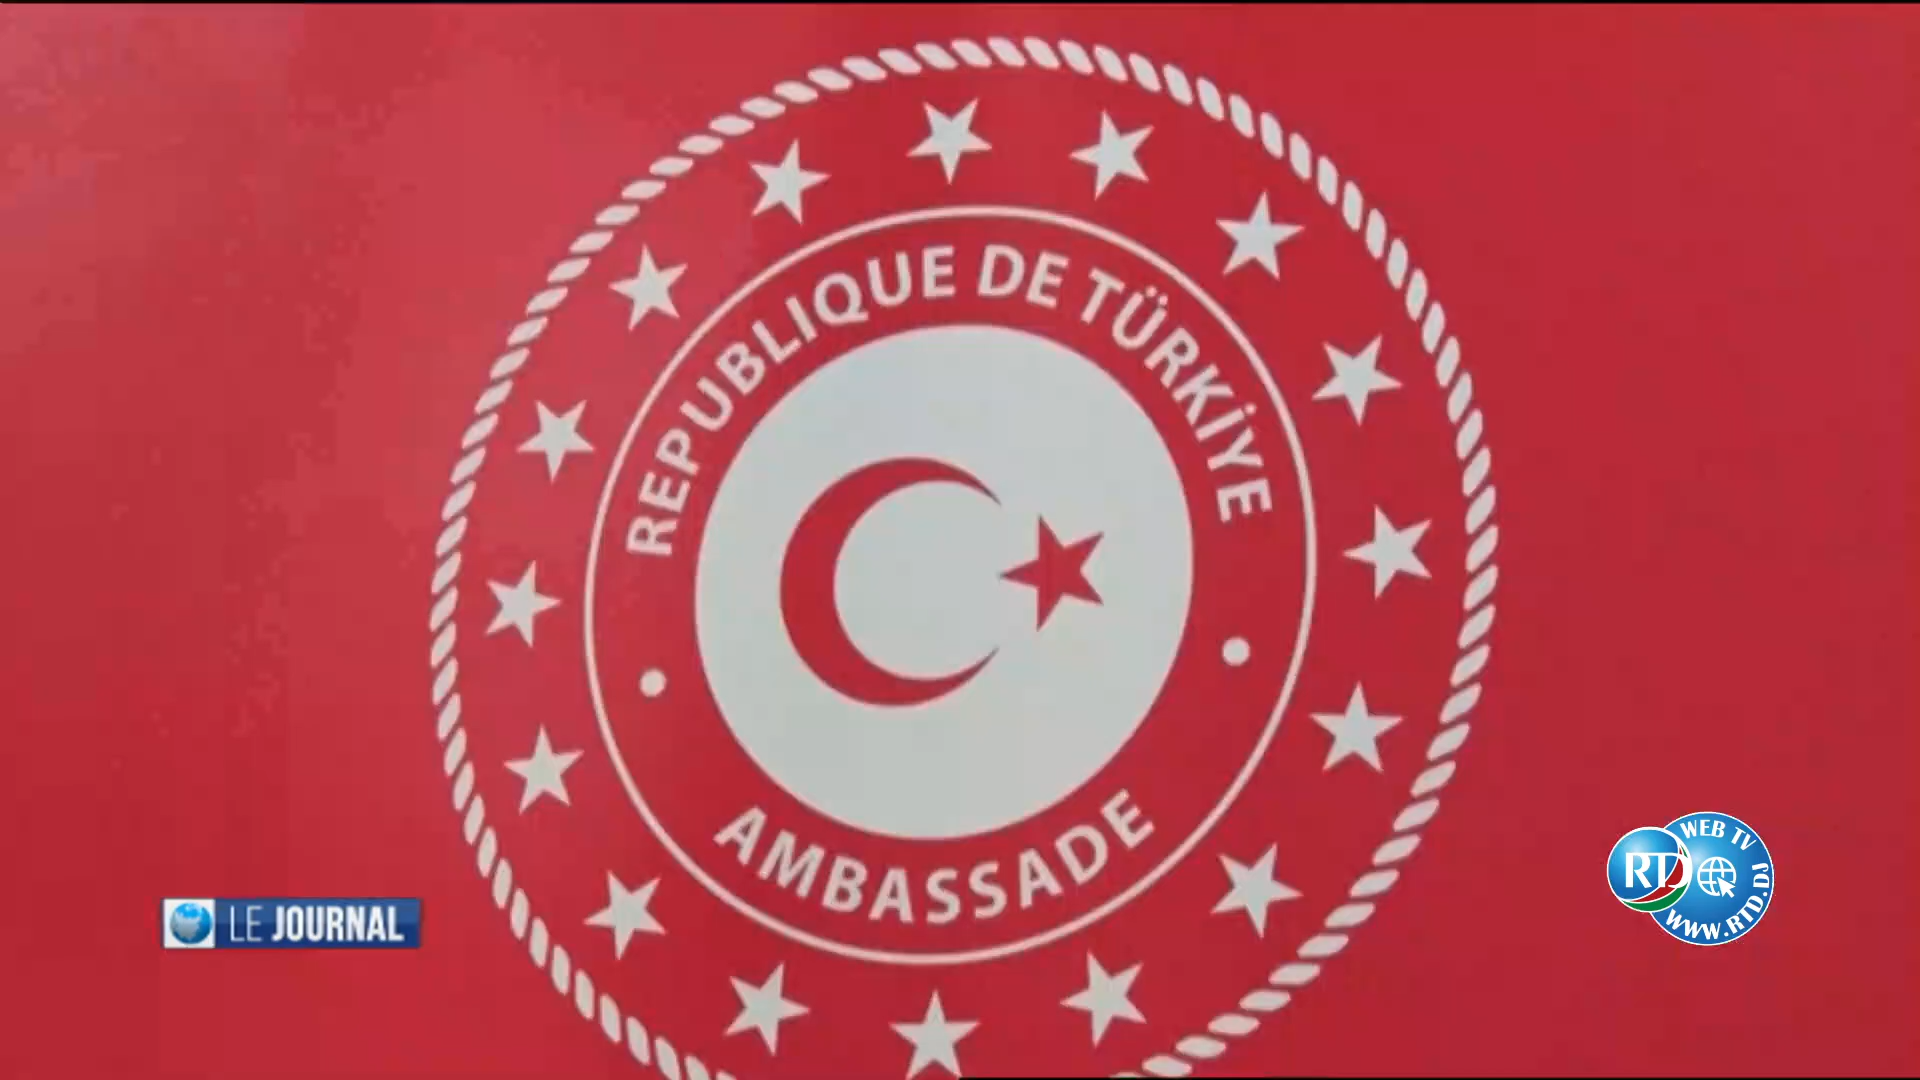 REPUBLIQUE DE TÜRKİYE
AMBASSADE
LE JOURNAL
WEB TV
RTD
WWW.RTD.DJ